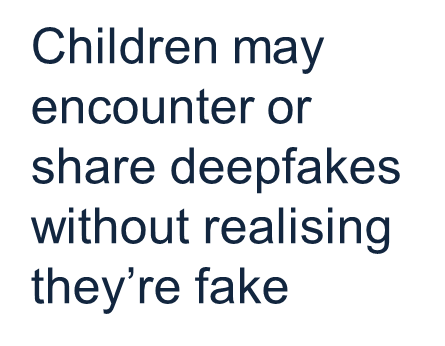 Children may
encounter or
share deepfakes
without realising
they’re fake